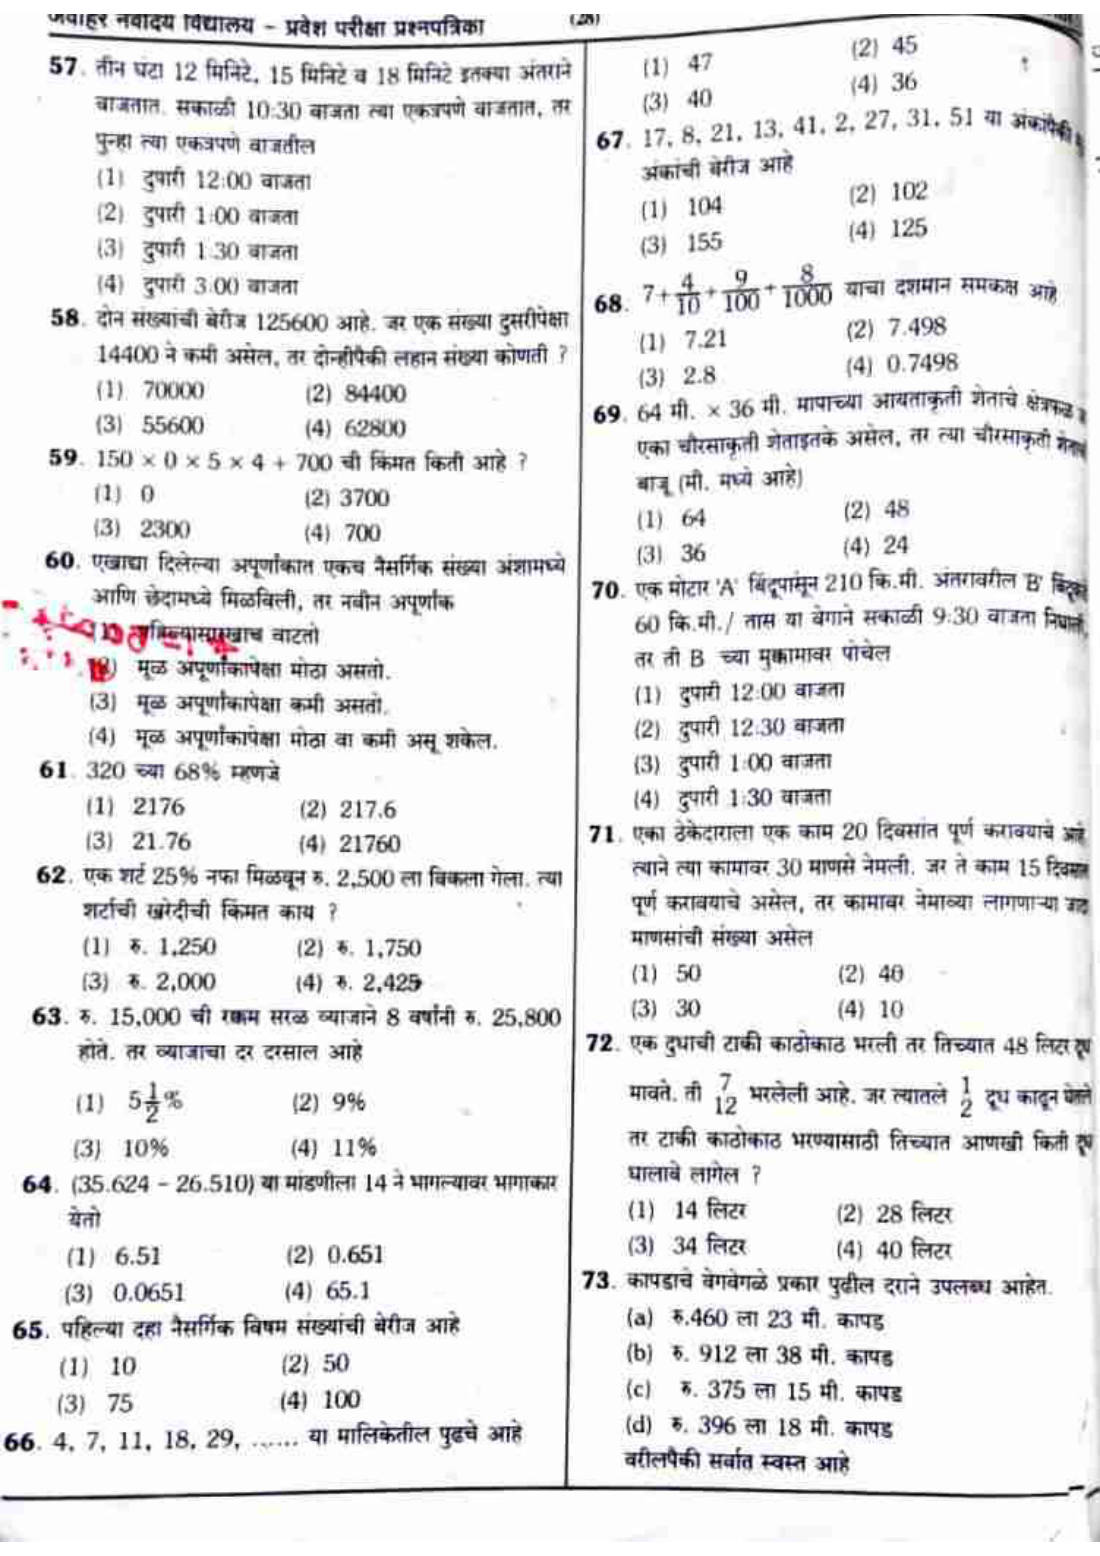 जवाहर नवोदय विद्यालय - प्रवेश परीक्षा प्रश्नपत्रिका
(28)
57. तीन घंटा 12 मिनिटे, 15 मिनिटे व 18 मिनिटे इतक्या अंतराने
वाजतात. सकाळी 10:30 वाजता त्या एकत्रपणे वाजतात, तर
पुन्हा त्या एकत्रपणे वाजतील
(1) दुपारी 12:00 वाजता
(2) दुपारी 1:00 वाजता
(3) दुपारी 1:30 वाजता
(4) दुपारी 3:00 वाजता
58. दोन संख्यांची बेरीज 125600 आहे. जर एक संख्या दुसरीपेक्षा
14400 ने कमी असेल, तर दोन्हीपैकी लहान संख्या कोणती ?
(1) 70000 (2) 84400
(3) 55600 (4) 62800
59. 150 × 0 × 5 × 4 + 700 ची किंमत किती आहे ?
(1) 0 (2) 3700
(3) 2300 (4) 700
60. एखाद्या दिलेल्या अपूर्णांकात एकच नैसर्गिक संख्या अंशामध्ये
आणि छेदामध्ये मिळविली, तर नवीन अपूर्णांक
(1) पहिल्यासारखाच वाटतो
(2) मूळ अपूर्णांकापेक्षा मोठा असतो.
(3) मूळ अपूर्णांकापेक्षा कमी असतो.
(4) मूळ अपूर्णांकापेक्षा मोठा वा कमी असू शकेल.
61. 320 च्या 68% म्हणजे
(1) 2176 (2) 217.6
(3) 21.76 (4) 21760
62. एक शर्ट 25% नफा मिळवून रु. 2,500 ला विकला गेला. त्या
शर्टाची खरेदीची किंमत काय ?
(1) रु. 1,250 (2) रु. 1,750
(3) रु. 2,000 (4) रु. 2,425
63. रु. 15,000 ची रक्कम सरळ व्याजाने 8 वर्षांनी रु. 25,800
होते. तर व्याजाचा दर दरसाल आहे
(1) 5 1/2 % (2) 9%
(3) 10% (4) 11%
64. (35.624 - 26.510) या मांडणीला 14 ने भागल्यावर भागाकार
येतो
(1) 6.51 (2) 0.651
(3) 0.0651 (4) 65.1
65. पहिल्या दहा नैसर्गिक विषम संख्यांची बेरीज आहे
(1) 10 (2) 50
(3) 75 (4) 100
66. 4, 7, 11, 18, 29, ...... या मालिकेतील पुढचे आहे
(1) 47 (2) 45
(3) 40 (4) 36
67. 17, 8, 21, 13, 41, 2, 27, 31, 51 या अंकांपैकी
अंकांची बेरीज आहे
(1) 104 (2) 102
(3) 155 (4) 125
68. 7 + 4/10 + 9/100 + 8/1000 याचा दशमान समकक्ष आहे
(1) 7.21 (2) 7.498
(3) 2.8 (4) 0.7498
69. 64 मी. × 36 मी. मापाच्या आयताकृती शेताचे क्षेत्रफळ
एका चौरसाकृती शेताइतके असेल, तर त्या चौरसाकृती
बाजू (मी. मध्ये आहे)
(1) 64 (2) 48
(3) 36 (4) 24
70. एक मोटार 'A' बिंदूपासून 210 कि.मी. अंतरावरील 'B'
60 कि.मी./ तास या वेगाने सकाळी 9:30 वाजता निघाली,
तर ती B च्या मुक्कामावर पोचेल
(1) दुपारी 12:00 वाजता
(2) दुपारी 12:30 वाजता
(3) दुपारी 1:00 वाजता
(4) दुपारी 1:30 वाजता
71. एका ठेकेदाराला एक काम 20 दिवसांत पूर्ण करावयाचे आहे.
त्याने त्या कामावर 30 माणसे नेमली. जर ते काम 15 दिवसात
पूर्ण करावयाचे असेल, तर कामावर नेमाव्या लागणाऱ्या जादा
माणसांची संख्या असेल
(1) 50 (2) 40
(3) 30 (4) 10
72. एक दुधाची टाकी काठोकाठ भरली तर तिच्यात 48 लिटर दूध
मावते. ती 7/12 भरलेली आहे. जर त्यातले 1/2 दूध काढून घेतले
तर टाकी काठोकाठ भरण्यासाठी तिच्यात आणखी किती दूध
घालावे लागेल ?
(1) 14 लिटर (2) 28 लिटर
(3) 34 लिटर (4) 40 लिटर
73. कापडाचे वेगवेगळे प्रकार पुढील दराने उपलब्ध आहेत.
(a) रु.460 ला 23 मी. कापड
(b) रु. 912 ला 38 मी. कापड
(c) रु. 375 ला 15 मी. कापड
(d) रु. 396 ला 18 मी. कापड
वरीलपैकी सर्वात स्वस्त आहे